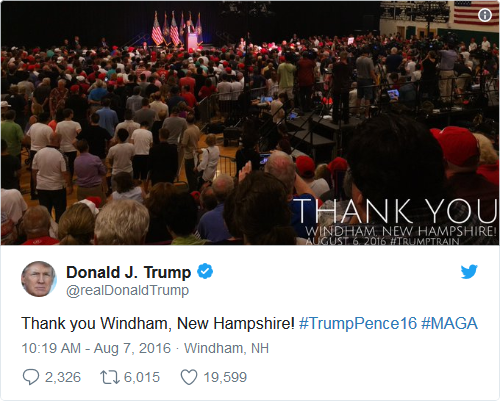 THANK YOU
WINDHAM, NEW HAMPSHIRE!
AUGUST 6, 2016 #TRUMPTRAIN
Donald J. Trump
@realDonaldTrump
Thank you Windham, New Hampshire! #TrumpPence16 #MAGA
10:19 AM - Aug 7, 2016 · Windham, NH
2,326 6,015 19,599